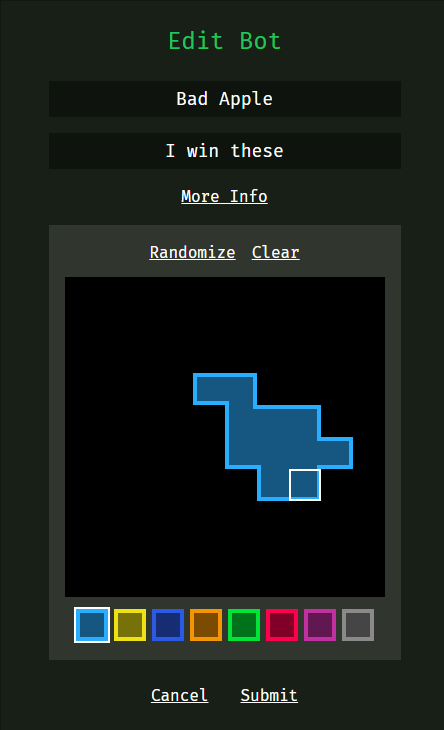 Edit Bot
Bad Apple
I win these
More Info
Randomize Clear
Cancel Submit